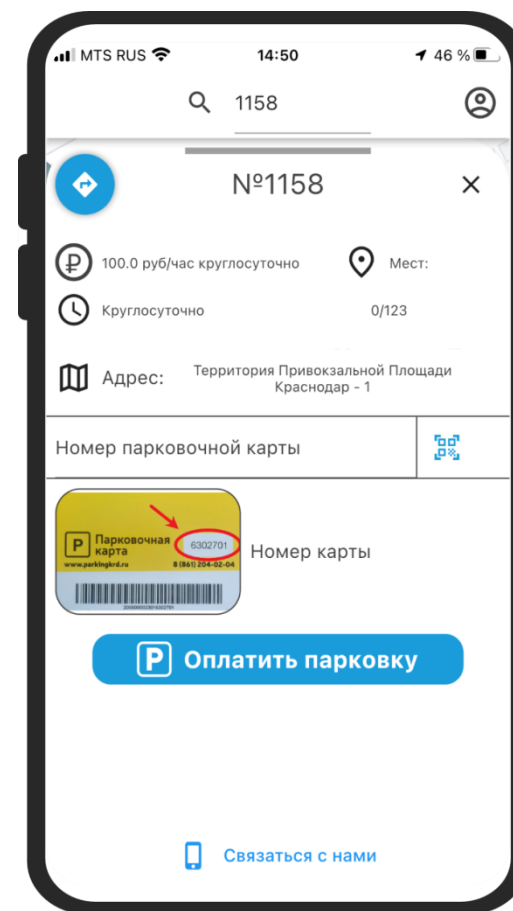 MTS RUS 14:50 46 %
1158
№1158
100.0 руб/час круглосуточно Мест:
Круглосуточно 0/123
Адрес: Территория Привокзальной Площади
Краснодар - 1
Номер парковочной карты
P Парковочная
карта 6302701
www.parkingkrd.ru 8 (861) 204-02-04
Номер карты
P Оплатить парковку
Связаться с нами